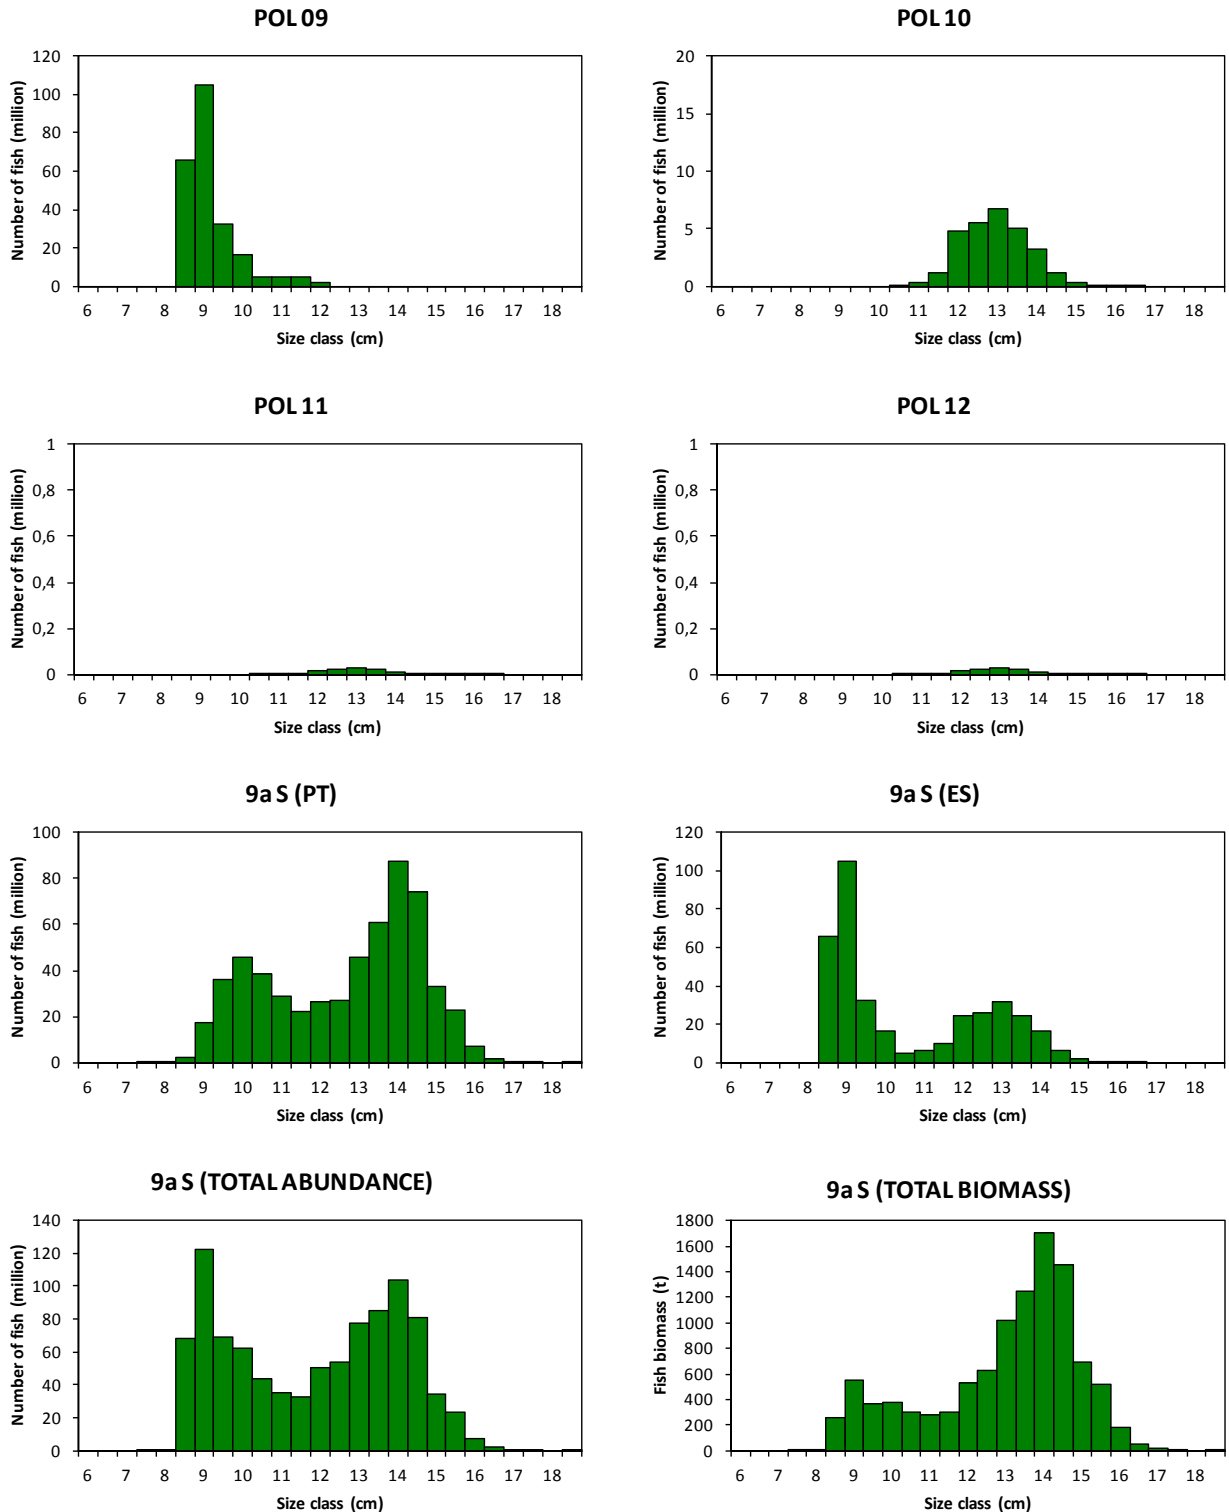 POL 09
Number of fish (million)
120
100
80
60
40
20
0
6 7 8 9 10 11 12 13 14 15 16 17 18
Size class (cm)
POL 10
Number of fish (million)
20
15
10
5
0
6 7 8 9 10 11 12 13 14 15 16 17 18
Size class (cm)
POL 11
Number of fish (million)
1
0,8
0,6
0,4
0,2
0
6 7 8 9 10 11 12 13 14 15 16 17 18
Size class (cm)
POL 12
Number of fish (million)
1
0,8
0,6
0,4
0,2
0
6 7 8 9 10 11 12 13 14 15 16 17 18
Size class (cm)
9a S (PT)
Number of fish (million)
100
80
60
40
20
0
6 7 8 9 10 11 12 13 14 15 16 17 18
Size class (cm)
9a S (ES)
Number of fish (million)
120
100
80
60
40
20
0
6 7 8 9 10 11 12 13 14 15 16 17 18
Size class (cm)
9a S (TOTAL ABUNDANCE)
Number of fish (million)
140
120
100
80
60
40
20
0
6 7 8 9 10 11 12 13 14 15 16 17 18
Size class (cm)
9a S (TOTAL BIOMASS)
Fish biomass (t)
1800
1600
1400
1200
1000
800
600
400
200
0
6 7 8 9 10 11 12 13 14 15 16 17 18
Size class (cm)